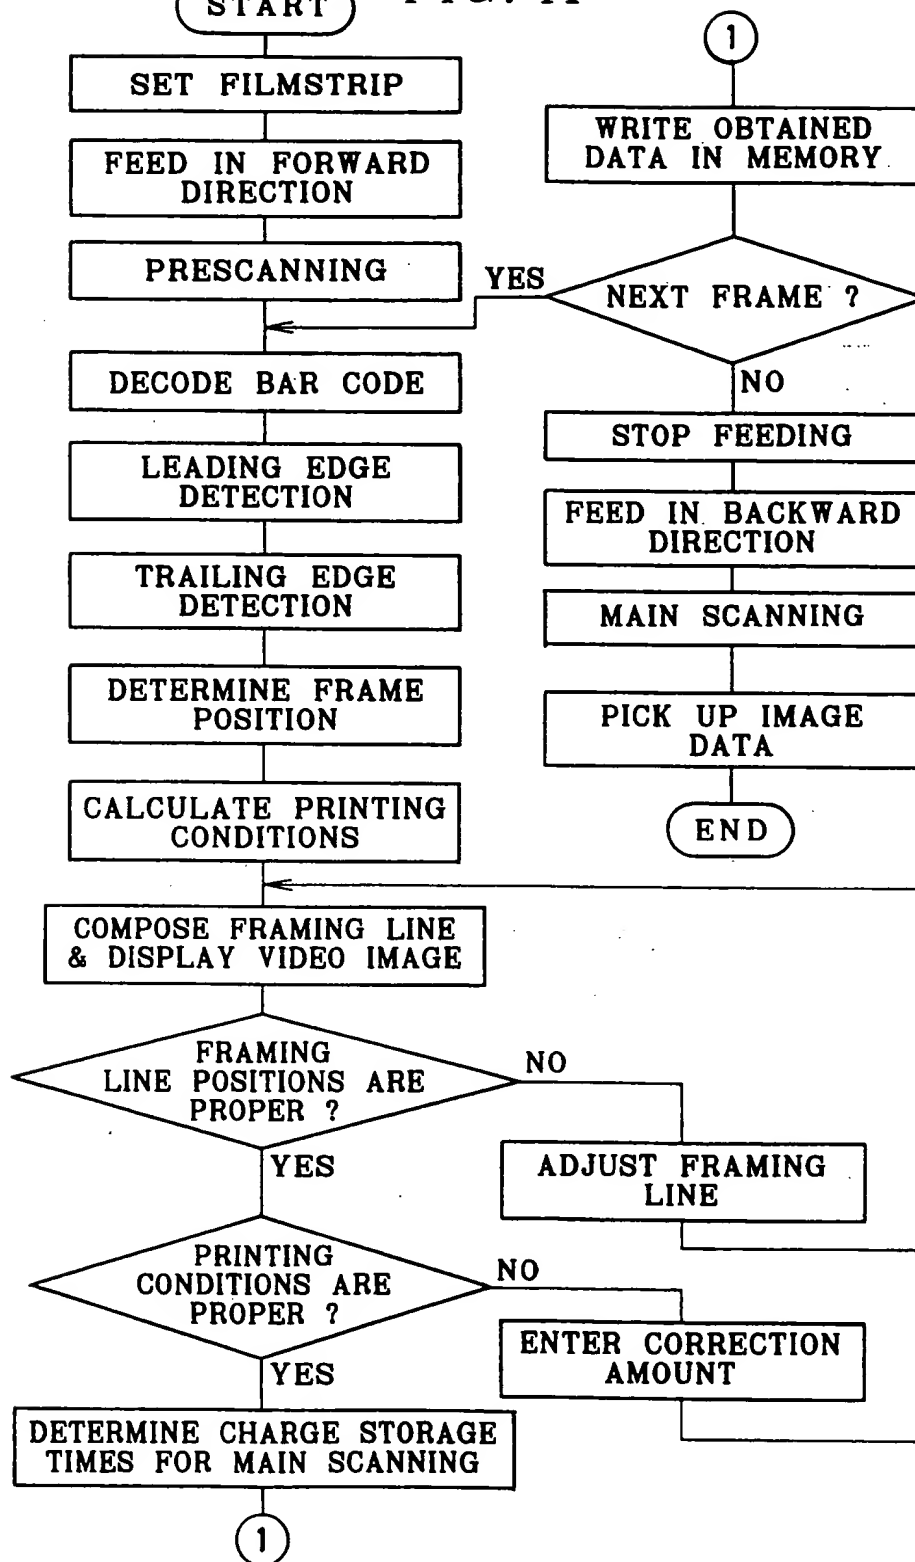 START
SET FILMSTRIP
FEED IN FORWARD
DIRECTION
PRESCANNING
DECODE BAR CODE
LEADING EDGE
DETECTION
TRAILING EDGE
DETECTION
DETERMINE FRAME
POSITION
CALCULATE PRINTING
CONDITIONS
COMPOSE FRAMING LINE
& DISPLAY VIDEO IMAGE
FRAMING
LINE POSITIONS ARE
PROPER ?
NO
YES
ADJUST FRAMING
LINE
PRINTING
CONDITIONS ARE
PROPER ?
NO
YES
ENTER CORRECTION
AMOUNT
DETERMINE CHARGE STORAGE
TIMES FOR MAIN SCANNING
1
1
WRITE OBTAINED
DATA IN MEMORY
NEXT FRAME ?
YES
NO
STOP FEEDING
FEED IN BACKWARD
DIRECTION
MAIN SCANNING
PICK UP IMAGE
DATA
END